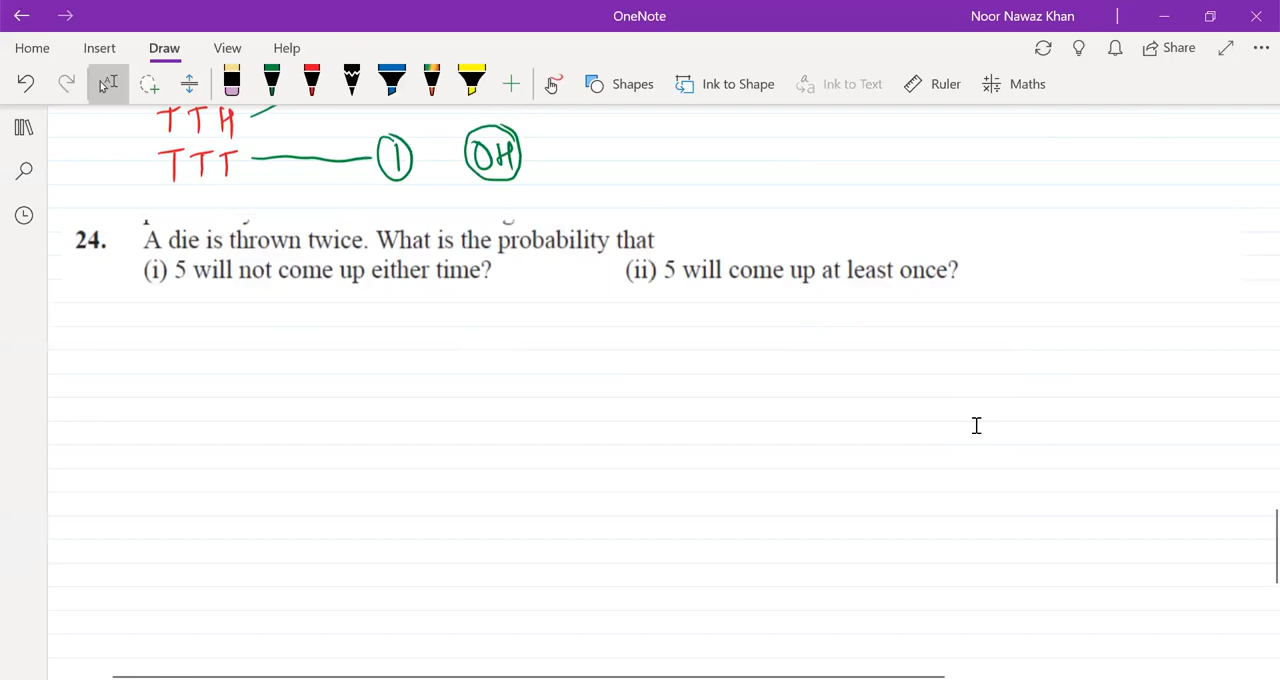 OneNote
Noor Nawaz Khan
Home Insert Draw View Help
Share
Shapes
Ink to Shape
Ink to Text
Ruler
Maths
T T H
T T T 1 0H
24. A die is thrown twice. What is the probability that
(i) 5 will not come up either time? (ii) 5 will come up at least once?